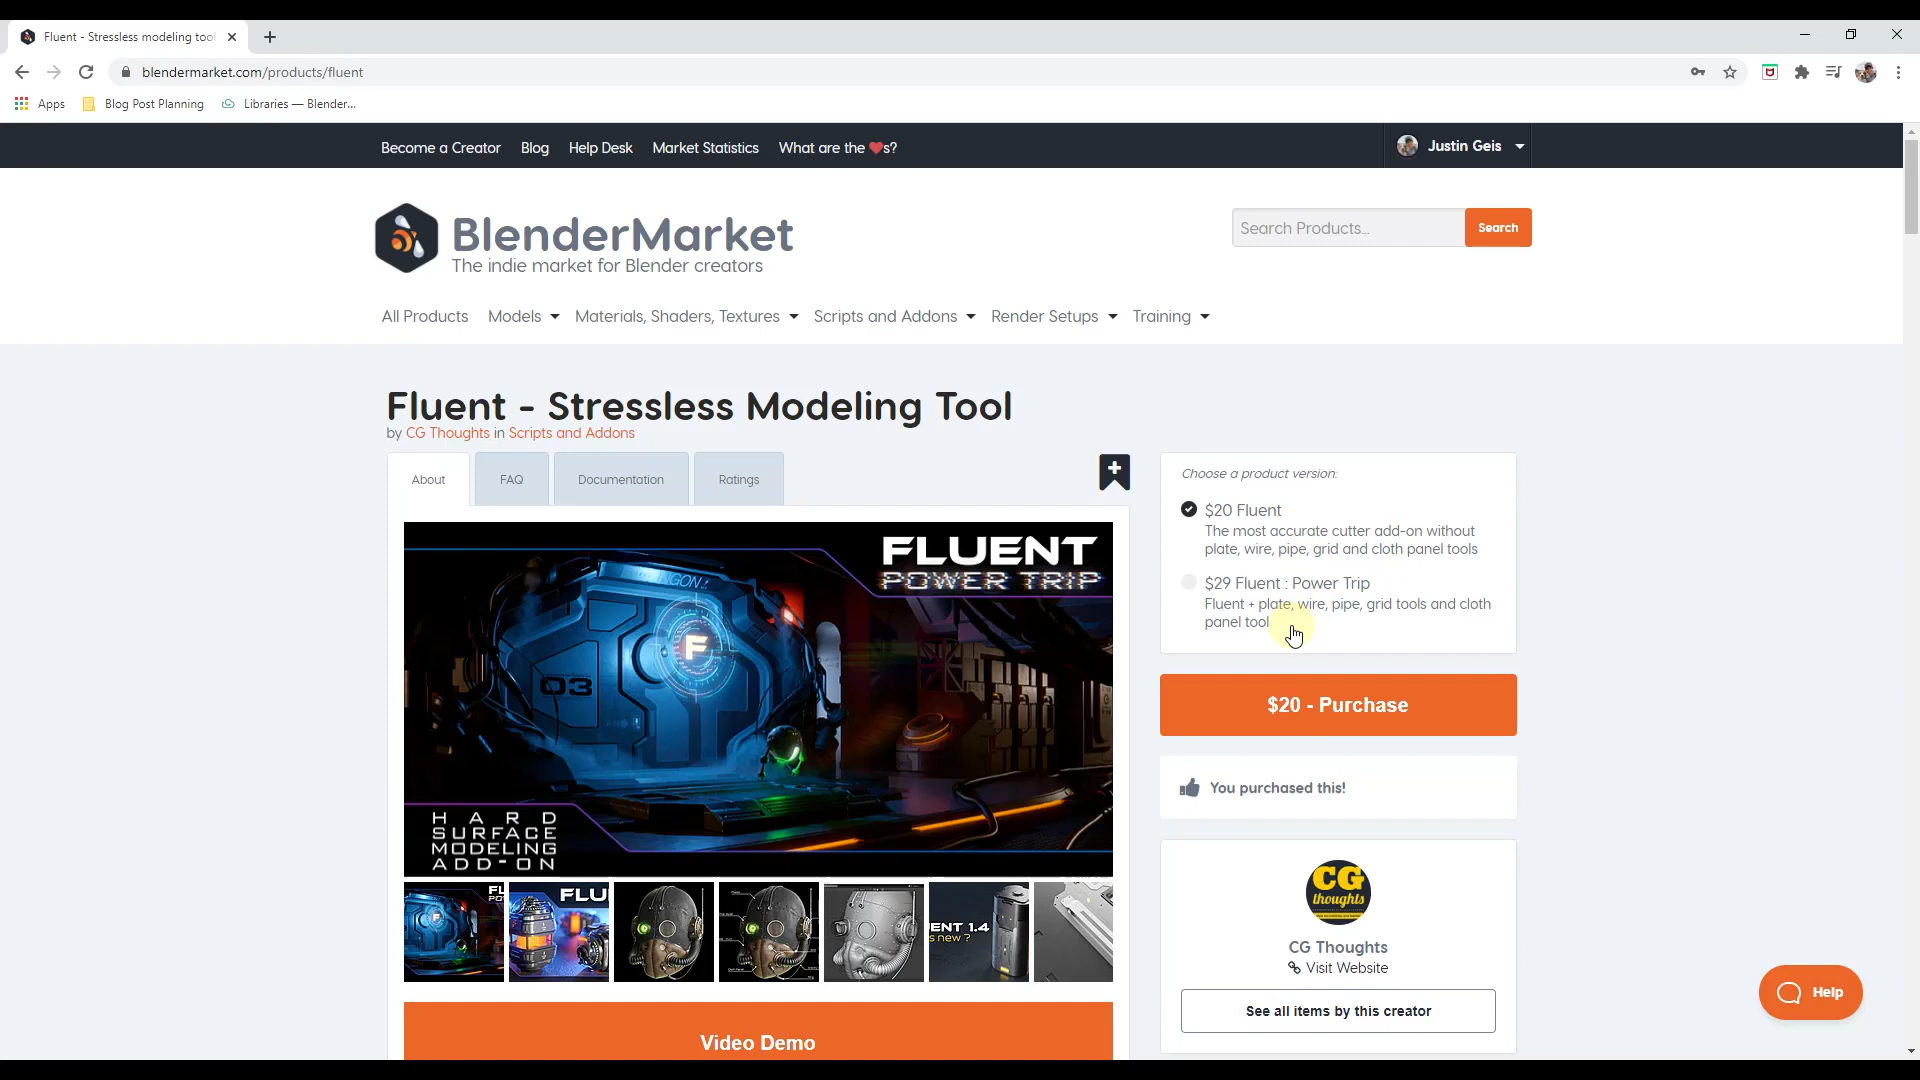 Fluent - Stressless modeling tool
blendermarket.com/products/fluent
Apps
Blog Post Planning
Libraries — Blender...
Become a Creator
Blog
Help Desk
Market Statistics
What are the ❤s?
Justin Geis
BlenderMarket
The indie market for Blender creators
Search Products...
Search
All Products
Models
Materials, Shaders, Textures
Scripts and Addons
Render Setups
Training
Fluent - Stressless Modeling Tool
by CG Thoughts in Scripts and Addons
About
FAQ
Documentation
Ratings
Choose a product version:
$20 Fluent
The most accurate cutter add-on without
plate, wire, pipe, grid and cloth panel tools
$29 Fluent : Power Trip
Fluent + plate, wire, pipe, grid tools and cloth
panel tool
$20 - Purchase
You purchased this!
FLUENT
POWER TRIP
F
03
HARD
SURFACE
MODELING
ADD-ON
FLU
ENT 1.4
s new ?
CG
thoughts
CG Thoughts
Visit Website
See all items by this creator
Video Demo
Help